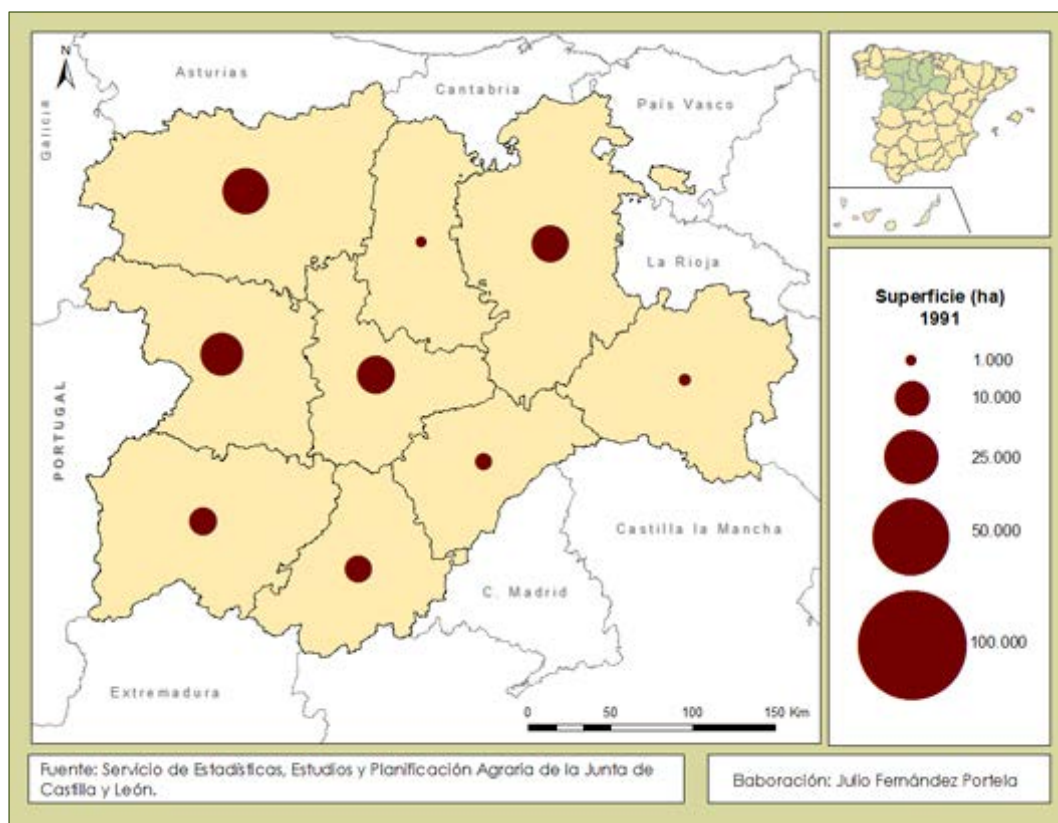 N
Asturias
Cantabria
País Vasco
Galicia
La Rioja
PORTUGAL
Castilla la Mancha
C. Madrid
Extremadura
0 50 100 150 Km
Superficie (ha)
1991
1.000
10.000
25.000
50.000
100.000
Fuente: Servicio de Estadísticas, Estudios y Planificación Agraria de la Junta de
Castilla y León.
Elaboración: Julio Fernández Portela